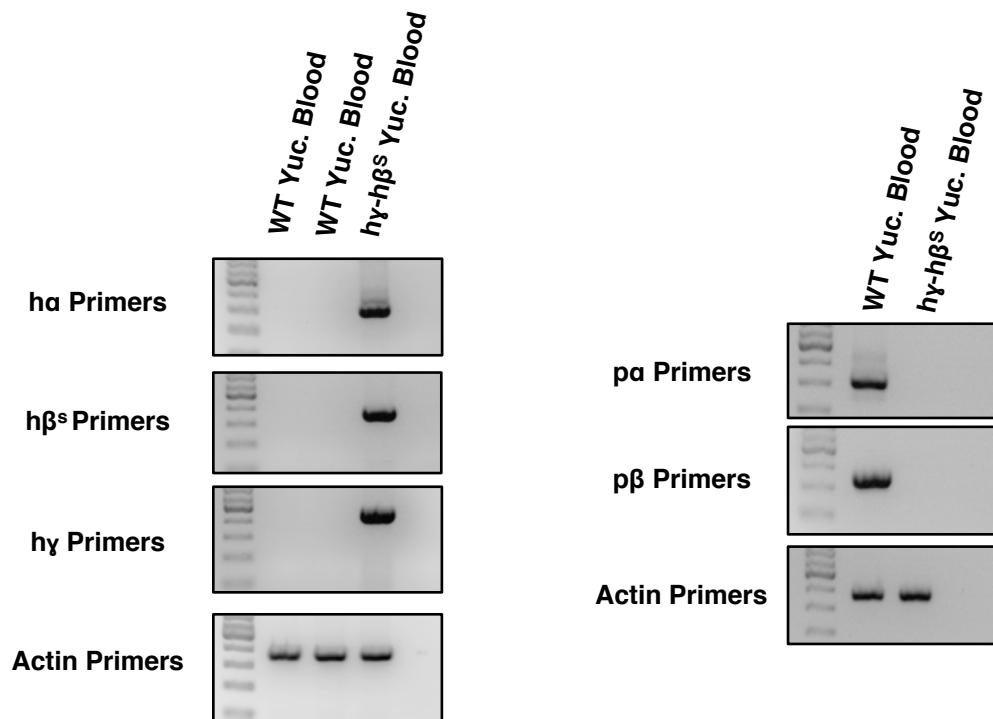 WT Yuc. Blood
WT Yuc. Blood
hɣ-hβˢ Yuc. Blood
hα Primers
hβˢ Primers
hɣ Primers
Actin Primers
WT Yuc. Blood
hɣ-hβˢ Yuc. Blood
pα Primers
pβ Primers
Actin Primers